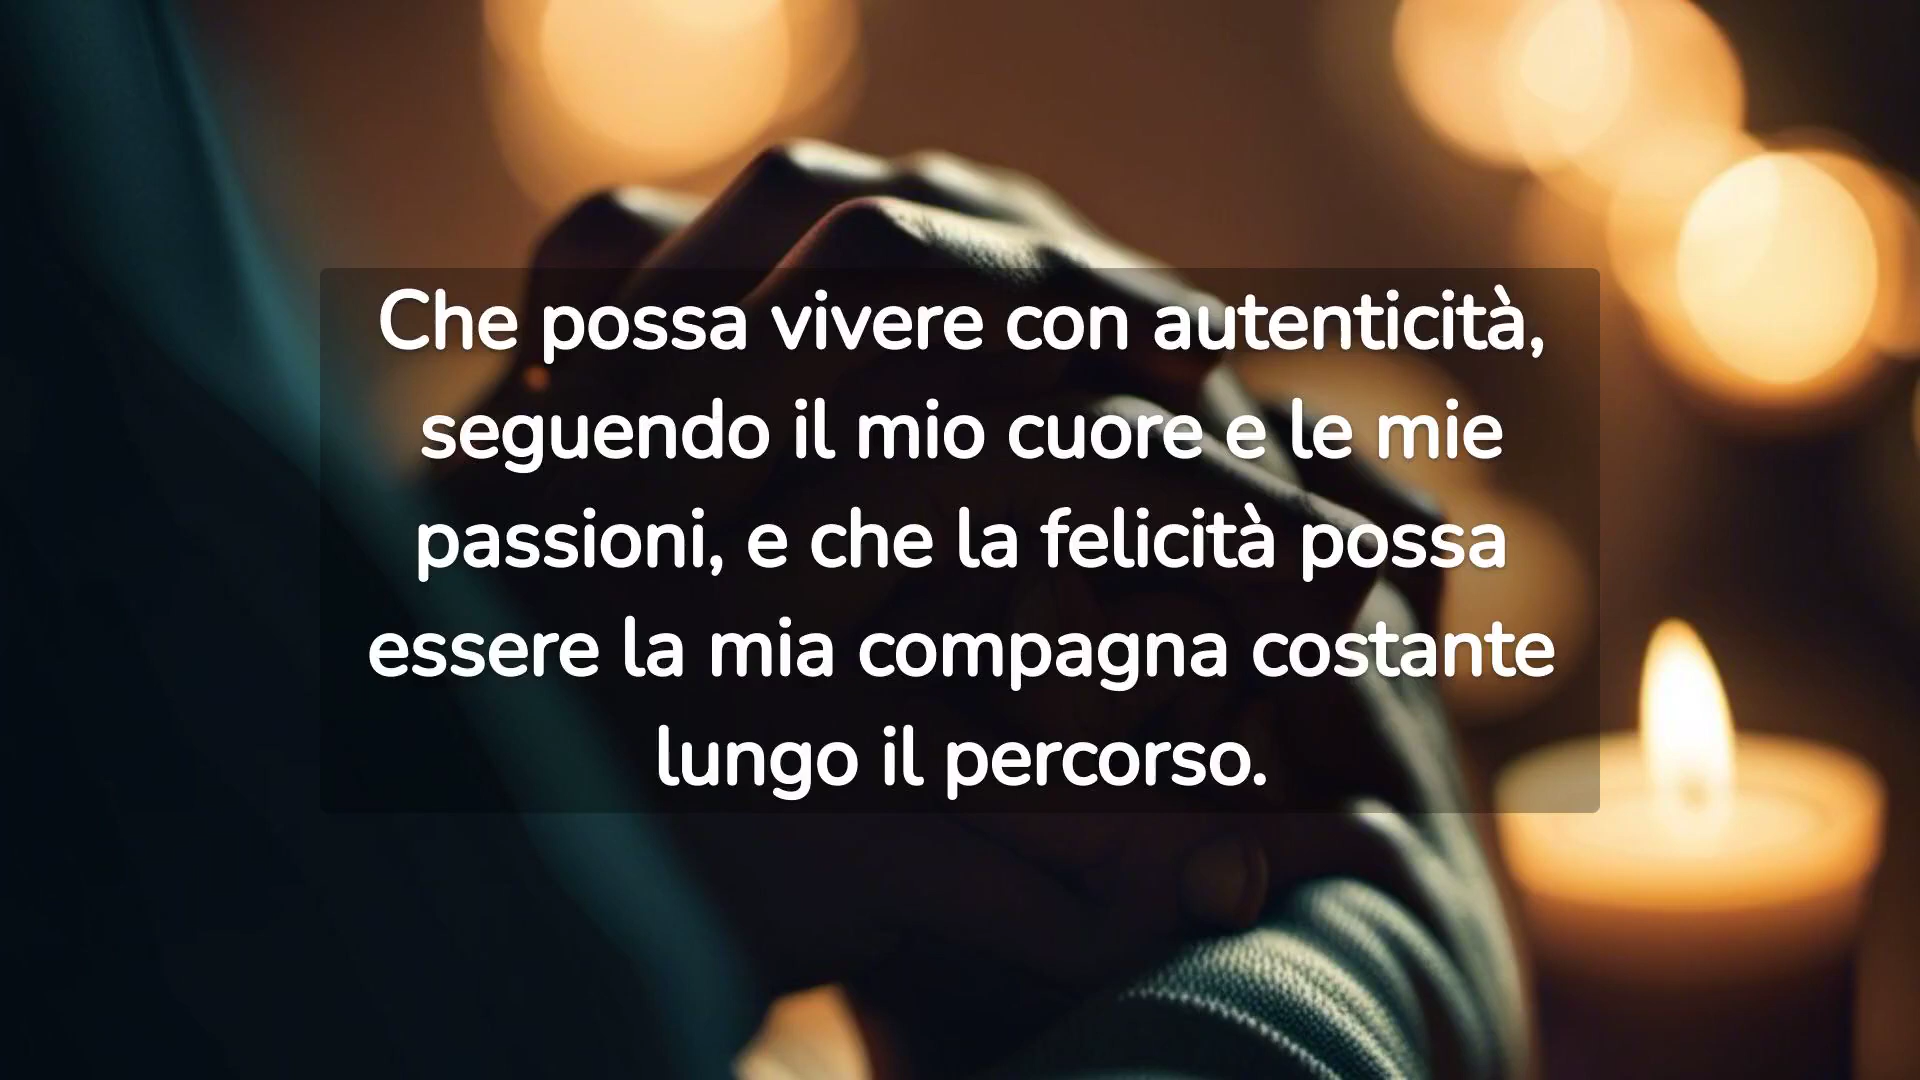 Che possa vivere con autenticità,
seguendo il mio cuore e le mie
passioni, e che la felicità possa
essere la mia compagna costante
lungo il percorso.